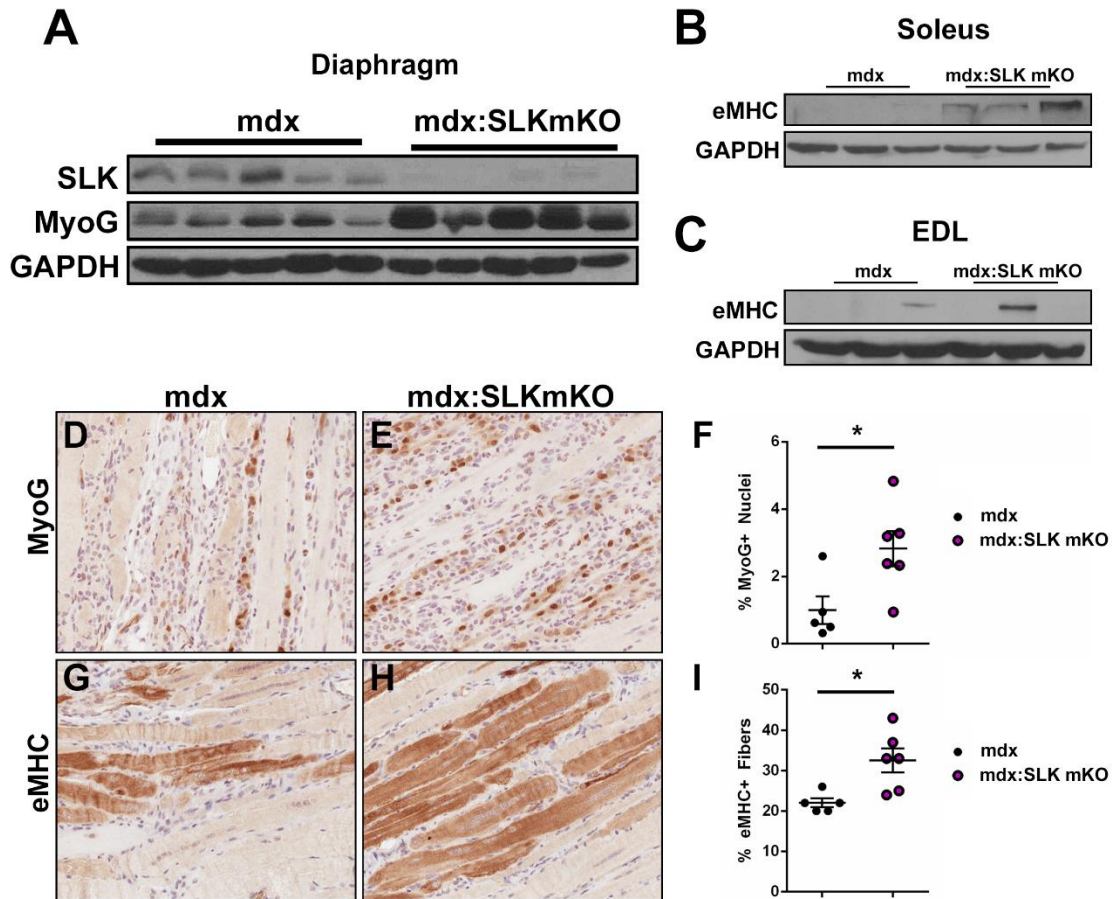 A
Diaphragm
mdx mdx:SLKmKO
SLK
MyoG
GAPDH
B
Soleus
mdx mdx:SLK mKO
eMHC
GAPDH
C
EDL
mdx mdx:SLK mKO
eMHC
GAPDH
mdx mdx:SLKmKO
MyoG
D E
eMHC
G H
F
% MyoG+ Nuclei
6
4
2
0
*
mdx
mdx:SLK mKO
I
% eMHC+ Fibers
50
40
30
20
10
0
*
mdx
mdx:SLK mKO